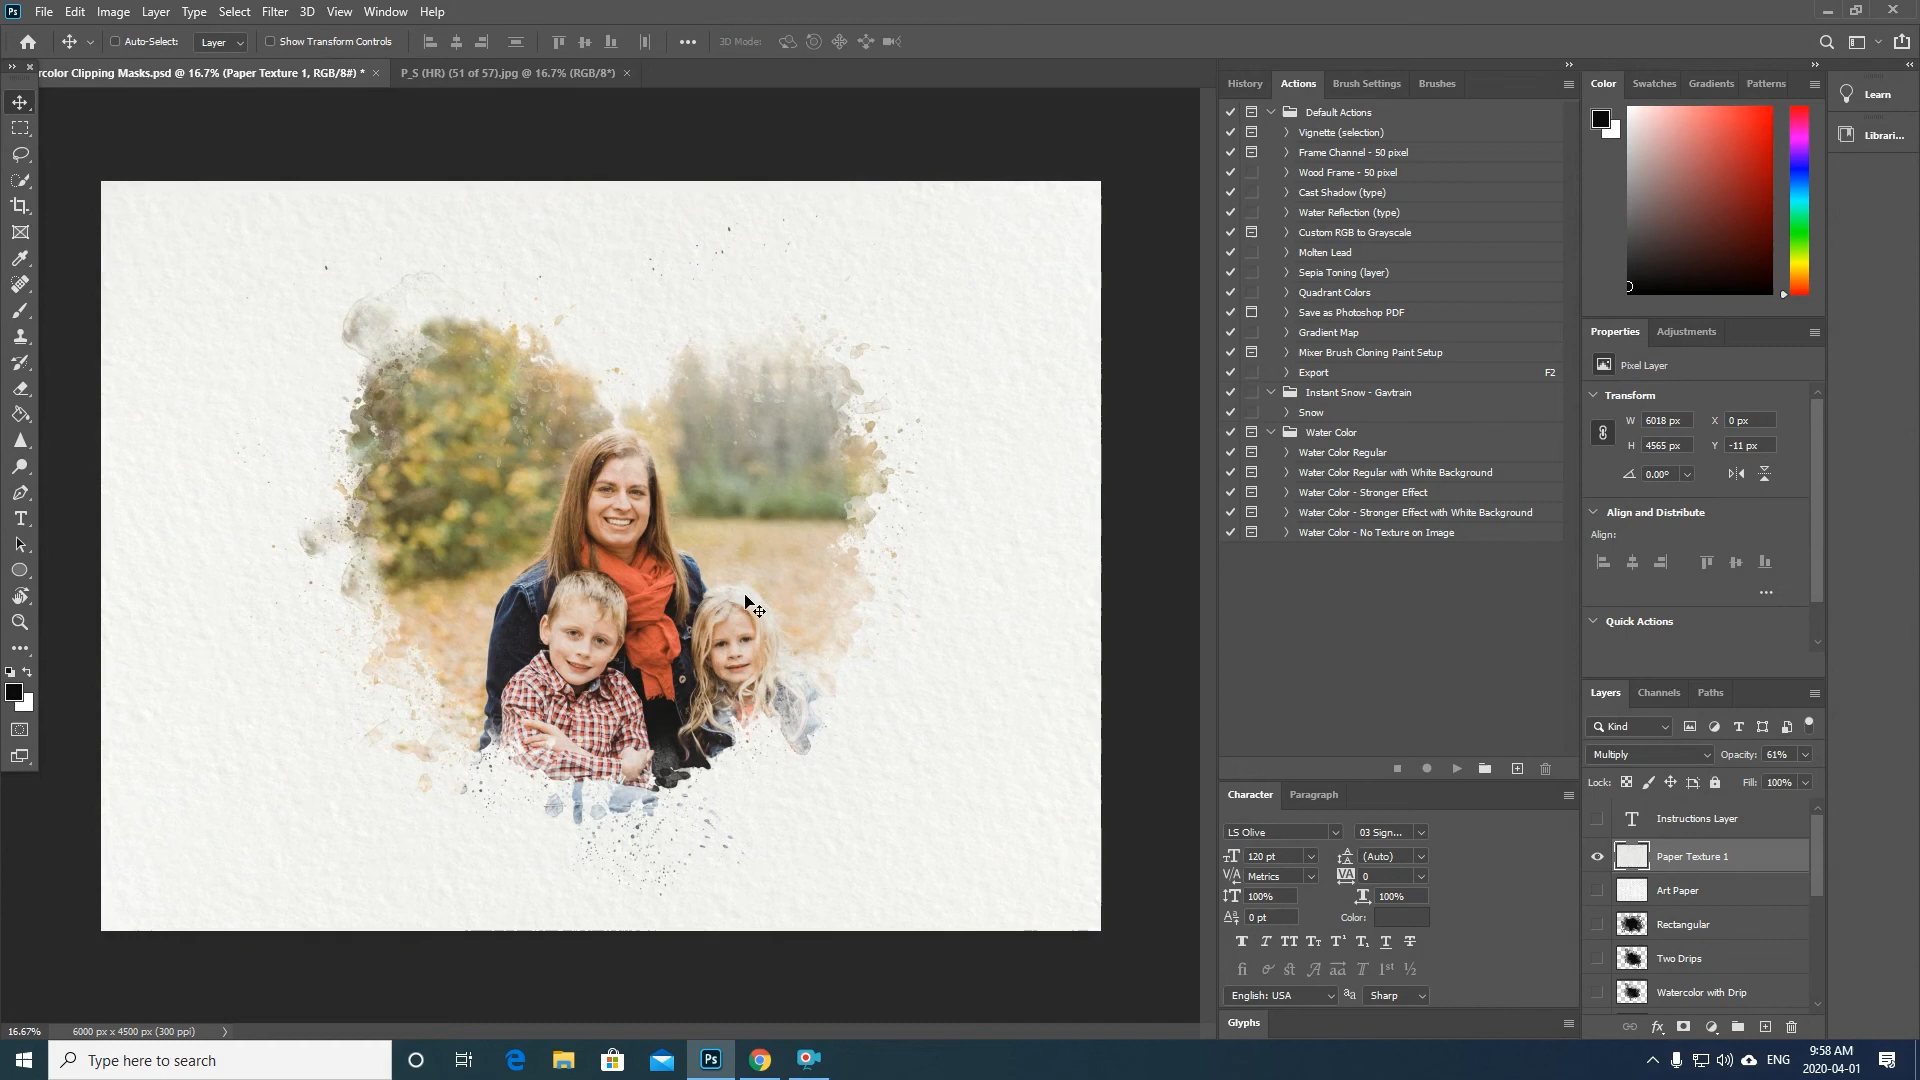 Ps File Edit Image Layer Type Select Filter 3D View Window Help
Auto-Select: Layer Show Transform Controls 3D Mode:
rcolor Clipping Masks.psd @ 16.7% (Paper Texture 1, RGB/8#) * P_S (HR) (51 of 57).jpg @ 16.7% (RGB/8*)
History Actions Brush Settings Brushes
Default Actions
Vignette (selection)
Frame Channel - 50 pixel
Wood Frame - 50 pixel
Cast Shadow (type)
Water Reflection (type)
Custom RGB to Grayscale
Molten Lead
Sepia Toning (layer)
Quadrant Colors
Save as Photoshop PDF
Gradient Map
Mixer Brush Cloning Paint Setup
Export F2
Instant Snow - Gavtrain
Snow
Water Color
Water Color Regular
Water Color Regular with White Background
Water Color - Stronger Effect
Water Color - Stronger Effect with White Background
Water Color - No Texture on Image
Character Paragraph
LS Olive 03 Sign...
120 pt (Auto)
Metrics 0
100% 100%
0 pt Color:
English: USA aa Sharp
Glyphs
Color Swatches Gradients Patterns
Learn
Librari...
Properties Adjustments
Pixel Layer
Transform
W 6018 px X 0 px
H 4565 px Y -11 px
0.00°
Align and Distribute
Align:
Quick Actions
Layers Channels Paths
Kind
Multiply Opacity: 61%
Lock: Fill: 100%
Instructions Layer
Paper Texture 1
Art Paper
Rectangular
Two Drips
Watercolor with Drip
16.67% 6000 px x 4500 px (300 ppi)
Type here to search
Ps
ENG
9:58 AM
2020-04-01